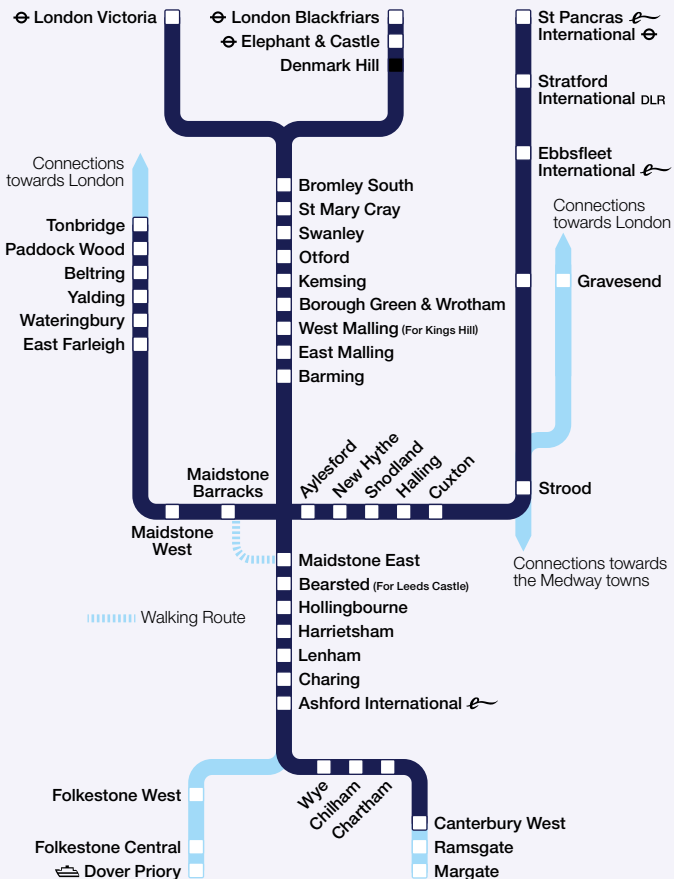 London Victoria
London Blackfriars
Elephant & Castle
Denmark Hill
St Pancras
International
Stratford
International DLR
Ebbsfleet
International
Connections
towards London
Connections
towards London
Tonbridge
Paddock Wood
Beltring
Yalding
Wateringbury
East Farleigh
Bromley South
St Mary Cray
Swanley
Otford
Kemsing
Borough Green & Wrotham
West Malling (For Kings Hill)
East Malling
Barming
Gravesend
Maidstone
Barracks
Aylesford
New Hythe
Snodland
Halling
Cuxton
Strood
Maidstone
West
Connections towards
the Medway towns
Maidstone East
Bearsted (For Leeds Castle)
Hollingbourne
Harrietsham
Lenham
Charing
Ashford International
Walking Route
Wye
Chilham
Chartham
Folkestone West
Folkestone Central
Dover Priory
Canterbury West
Ramsgate
Margate